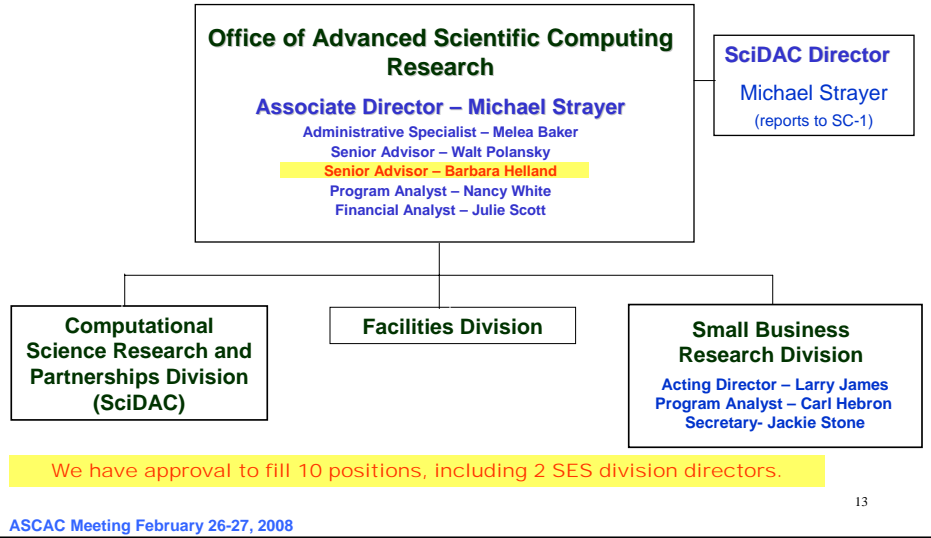 Office of Advanced Scientific Computing
Research
Associate Director – Michael Strayer
Administrative Specialist – Melea Baker
Senior Advisor – Walt Polansky
Senior Advisor – Barbara Helland
Program Analyst – Nancy White
Financial Analyst – Julie Scott
SciDAC Director
Michael Strayer
(reports to SC-1)
Computational
Science Research and
Partnerships Division
(SciDAC)
Facilities Division
Small Business
Research Division
Acting Director – Larry James
Program Analyst – Carl Hebron
Secretary- Jackie Stone
We have approval to fill 10 positions, including 2 SES division directors.
13
ASCAC Meeting February 26-27, 2008